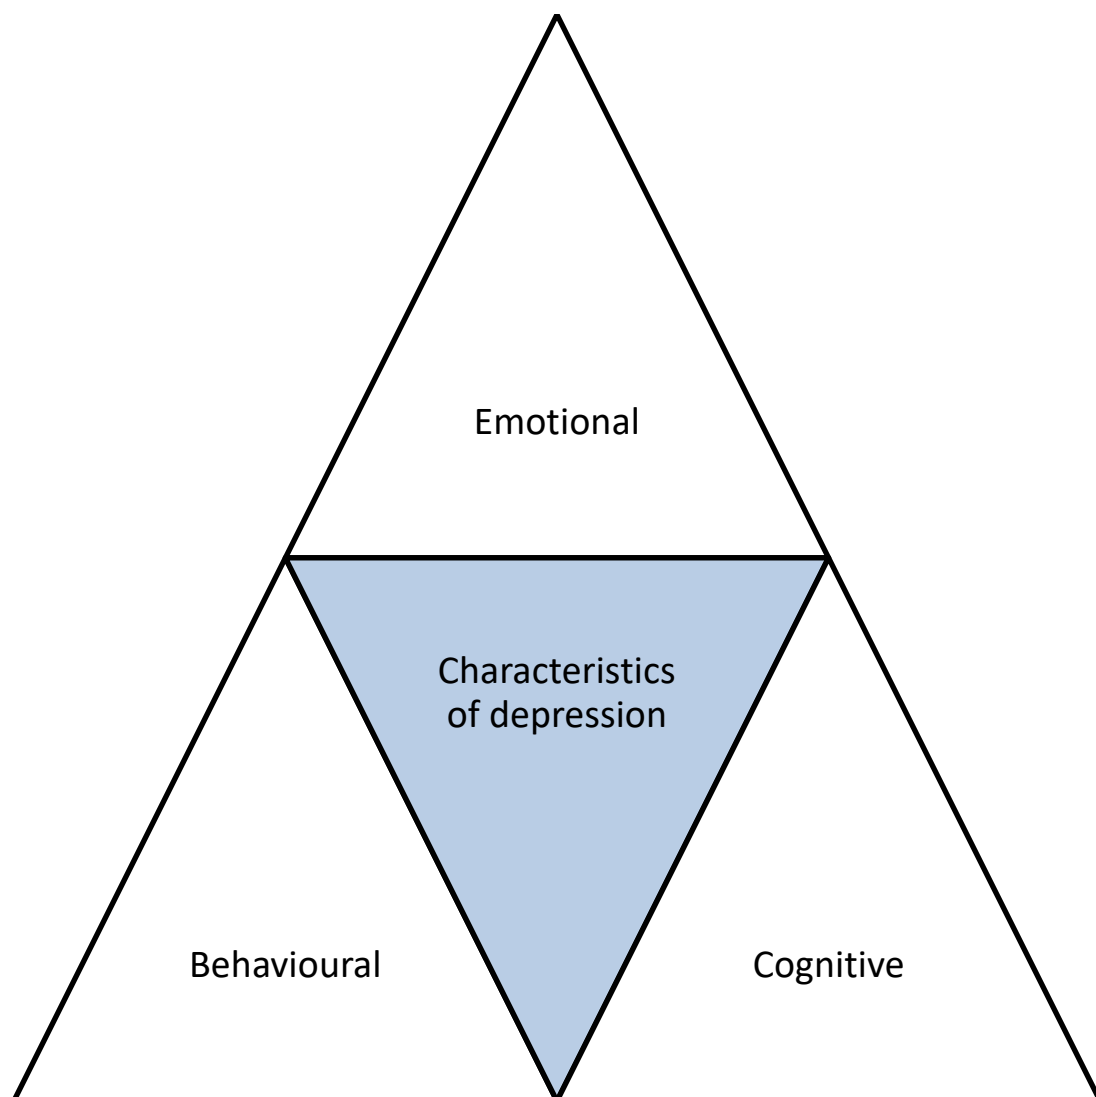 Emotional
Characteristics
of depression
Behavioural
Cognitive